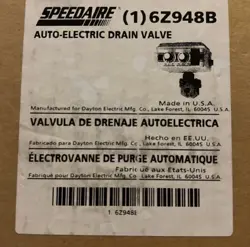 SPEEDAIRE (1) 6Z948B
AUTO-ELECTRIC DRAIN VALVE
Made in U.S.A.
Manufactured for Dayton Electric Mfg. Co., Lake Forest, IL 60045 U.S.A.
VALVULA DE DRENAJE AUTOELECTRICA
Hecho en EE.UU.
Fabricado para Dayton Electric Mfg. Co., Lake Forest, IL 60045 U.S.A.
ÉLECTROVANNE DE PURGE AUTOMATIQUE
Fabriqué aux États-Unis
Fabriqué pour Dayton Electric Mfg. Co., Lake Forest, IL 60045 U.S.A.
1 6Z948B